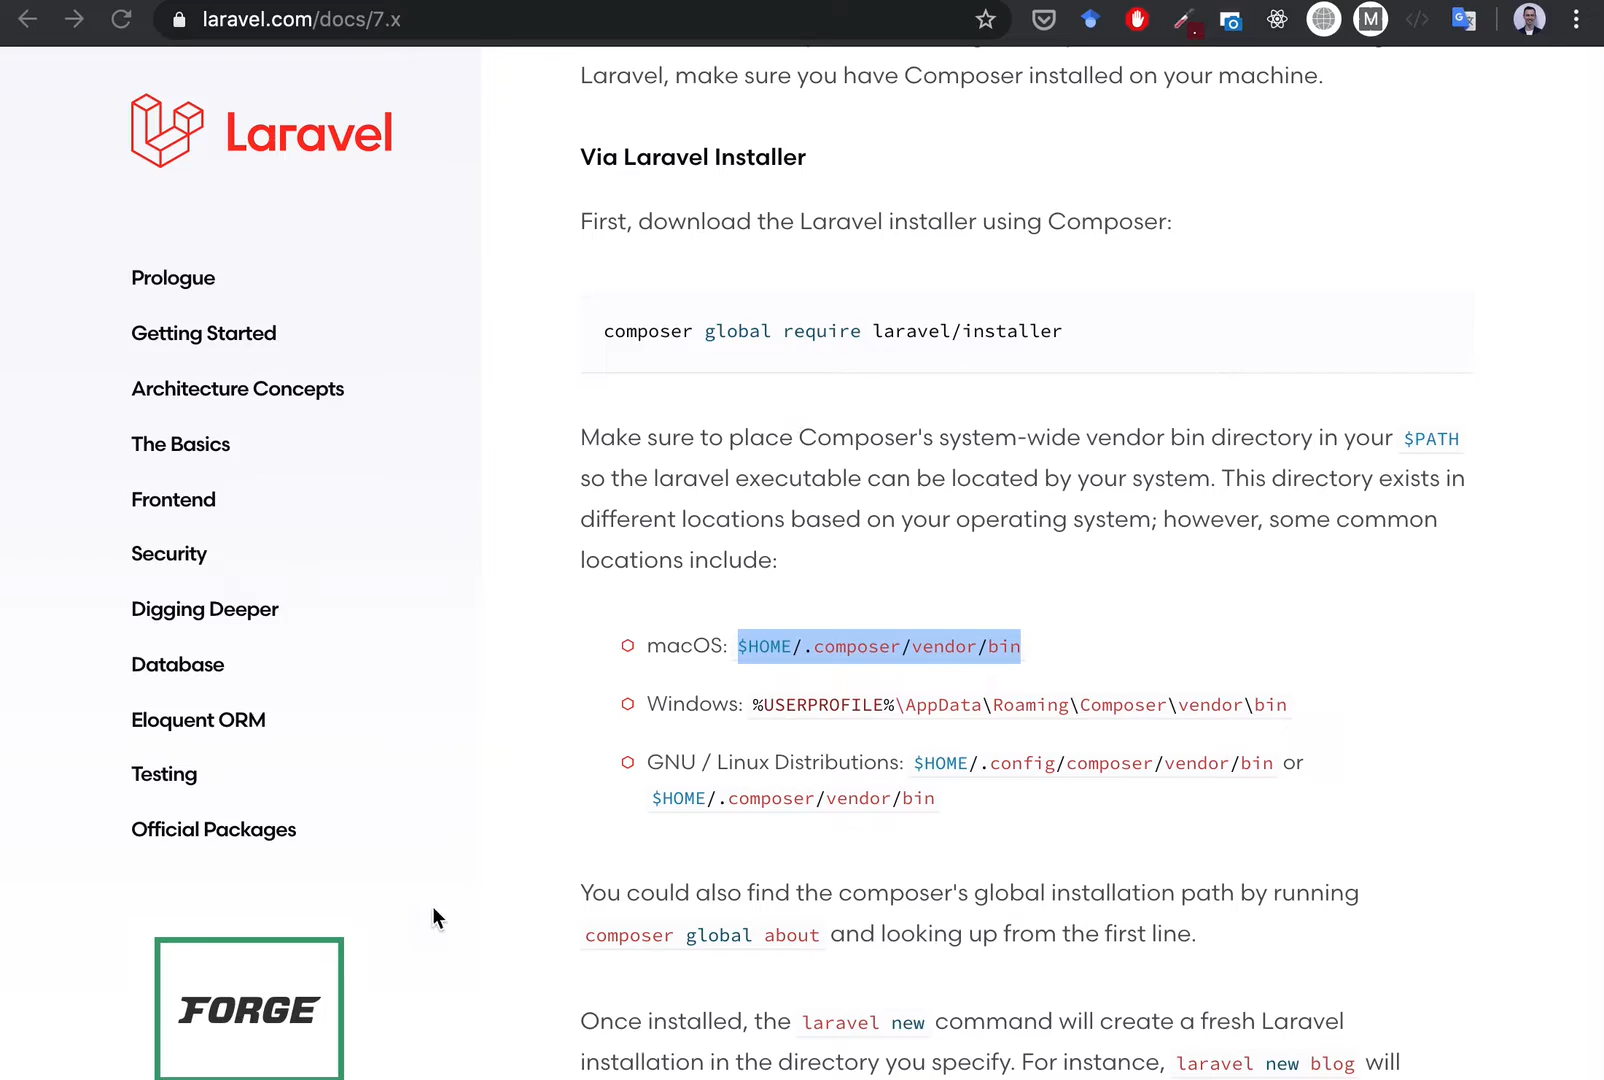 laravel.com/docs/7.x
M
Laravel
Prologue
Getting Started
Architecture Concepts
The Basics
Frontend
Security
Digging Deeper
Database
Eloquent ORM
Testing
Official Packages
FORGE
Laravel, make sure you have Composer installed on your machine.
Via Laravel Installer
First, download the Laravel installer using Composer:
composer global require laravel/installer
Make sure to place Composer's system-wide vendor bin directory in your $PATH
so the laravel executable can be located by your system. This directory exists in
different locations based on your operating system; however, some common
locations include:
macOS: $HOME/.composer/vendor/bin
Windows: %USERPROFILE%\AppData\Roaming\Composer\vendor\bin
GNU / Linux Distributions: $HOME/.config/composer/vendor/bin or
$HOME/.composer/vendor/bin
You could also find the composer's global installation path by running
composer global about and looking up from the first line.
Once installed, the laravel new command will create a fresh Laravel
installation in the directory you specify. For instance, laravel new blog will